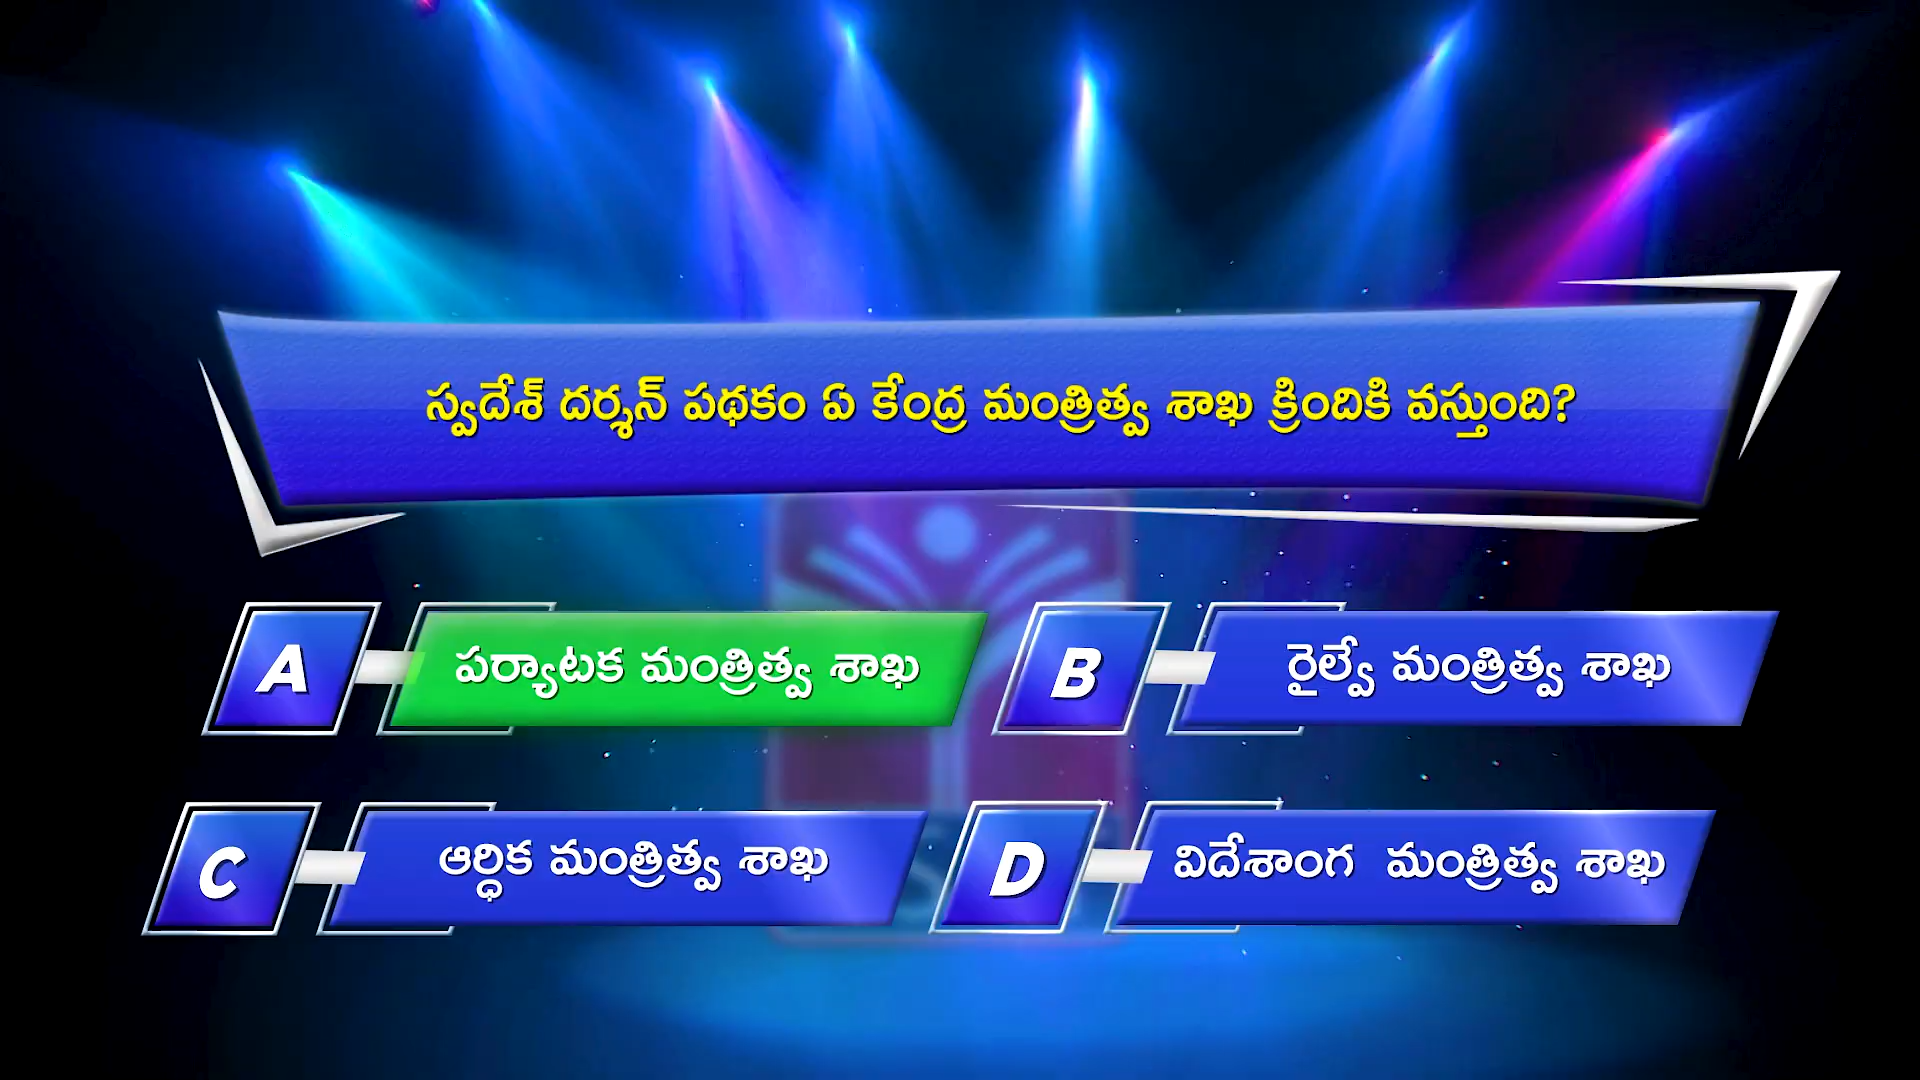 స్వదేశ్ దర్శన్ పథకం ఏ కేంద్ర మంత్రిత్వ శాఖ క్రిందికి వస్తుంది?
A పర్యాటక మంత్రిత్వ శాఖ
B రైల్వే మంత్రిత్వ శాఖ
C ఆర్ధిక మంత్రిత్వ శాఖ
D విదేశాంగ మంత్రిత్వ శాఖ